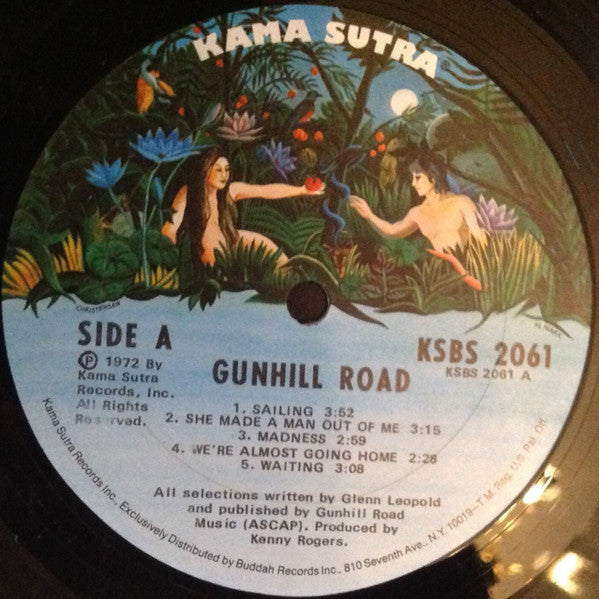 KAMA SUTRA
CHRISTENSEN
SIDE A
KSBS 2061
KSBS 2061 A
℗ 1972 By
Kama Sutra
Records, Inc.
All Rights
Reserved.
GUNHILL ROAD
1. SAILING 3:52
2. SHE MADE A MAN OUT OF ME 3:15
3. MADNESS 2:59
4. WE'RE ALMOST GOING HOME 2:26
5. WAITING 3:08
All selections written by Glenn Leopold
and published by Gunhill Road
Music (ASCAP). Produced by
Kenny Rogers.
Kama Sutra Records Inc., Exclusively Distributed by Buddah Records Inc., 810 Seventh Ave., N.Y. 10019–T.M. Reg. U.S. Pat. Off.